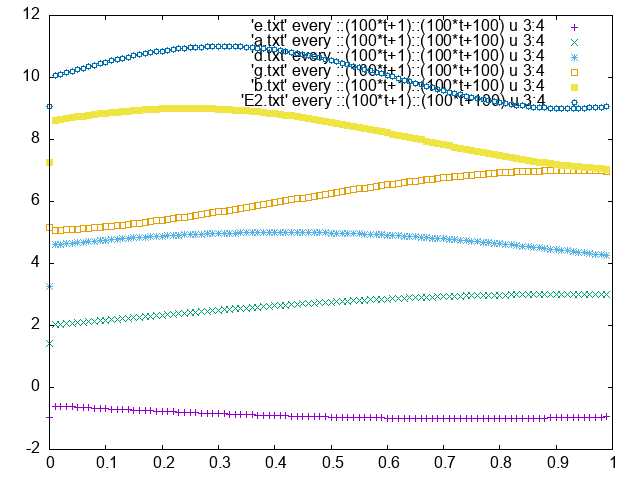 12
'e.txt' every ::(100*t+1)::(100*t+100) u 3:4
'a.txt' every ::(100*t+1)::(100*t+100) u 3:4
'd.txt' every ::(100*t+1)::(100*t+100) u 3:4
'g.txt' every ::(100*t+1)::(100*t+100) u 3:4
'b.txt' every ::(100*t+1)::(100*t+100) u 3:4
'E2.txt' every ::(100*t+1)::(100*t+100) u 3:4
10
8
6
4
2
0
-2
0 0.1 0.2 0.3 0.4 0.5 0.6 0.7 0.8 0.9 1